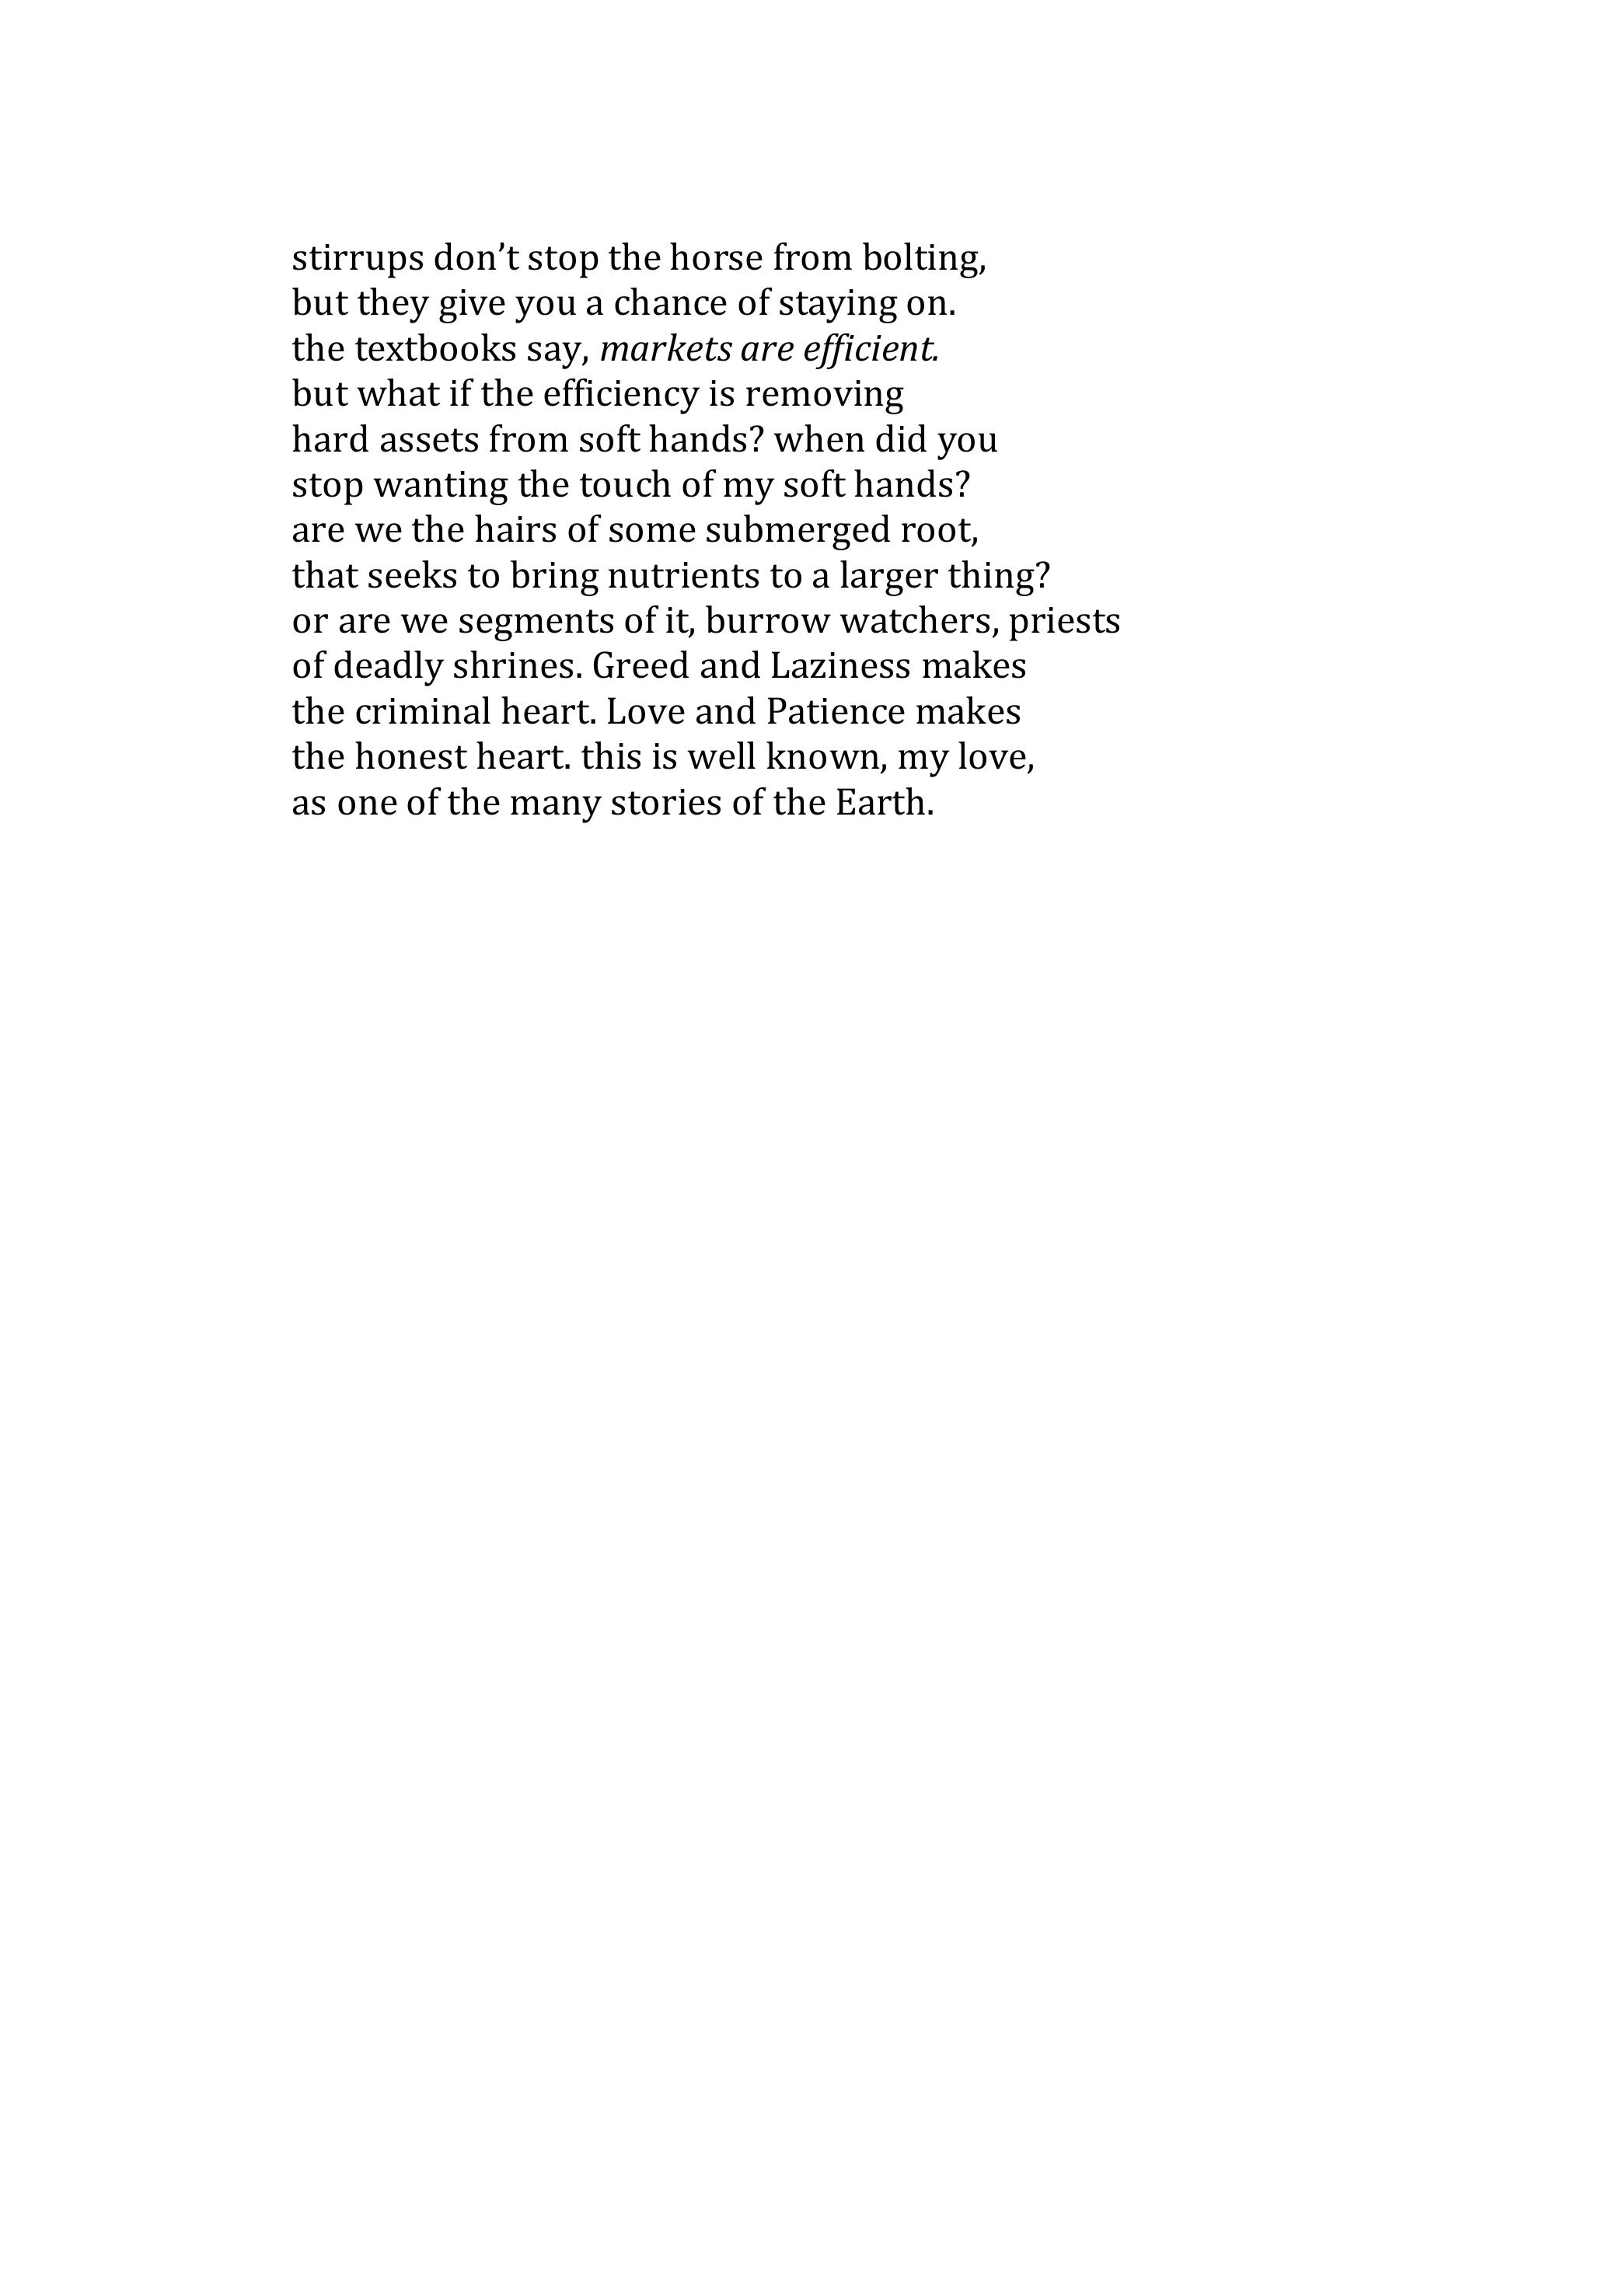 stirrups don’t stop the horse from bolting,
but they give you a chance of staying on.
the textbooks say, markets are efficient.
but what if the efficiency is removing
hard assets from soft hands? when did you
stop wanting the touch of my soft hands?
are we the hairs of some submerged root,
that seeks to bring nutrients to a larger thing?
or are we segments of it, burrow watchers, priests
of deadly shrines. Greed and Laziness makes
the criminal heart. Love and Patience makes
the honest heart. this is well known, my love,
as one of the many stories of the Earth.